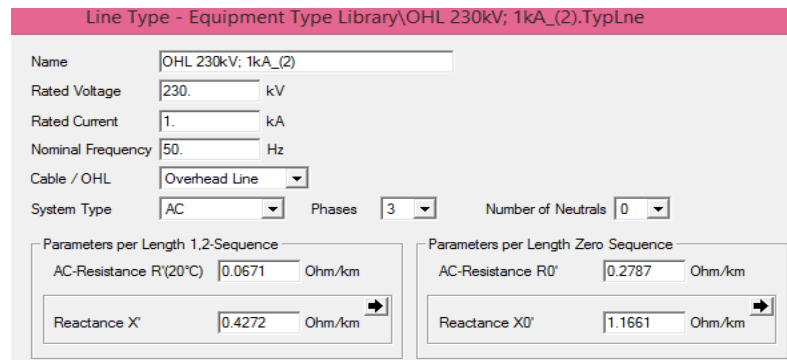 Line Type - Equipment Type Library\OHL 230kV; 1kA_(2).TypLne
Name OHL 230kV; 1kA_(2)
Rated Voltage 230. kV
Rated Current 1. kA
Nominal Frequency 50. Hz
Cable / OHL Overhead Line
System Type AC Phases 3 Number of Neutrals 0
Parameters per Length 1,2-Sequence
AC-Resistance R'(20°C) 0.0671 Ohm/km
Reactance X' 0.4272 Ohm/km
Parameters per Length Zero Sequence
AC-Resistance R0' 0.2787 Ohm/km
Reactance X0' 1.1661 Ohm/km